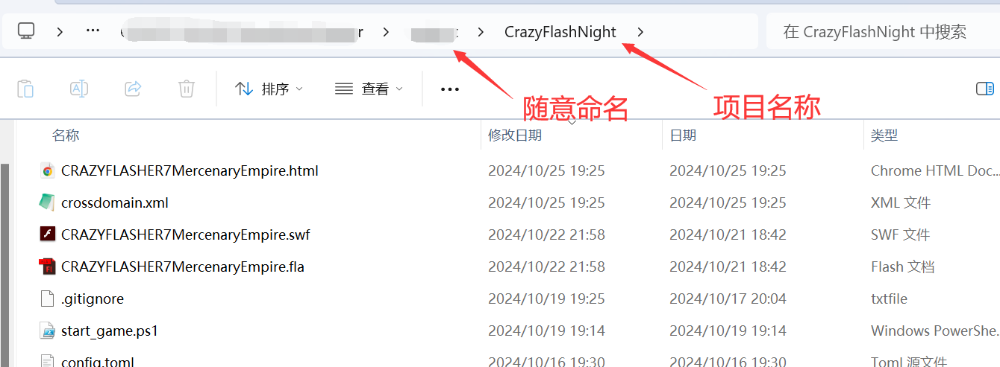 r > CrazyFlashNight > 在 CrazyFlashNight 中搜索
随意命名
项目名称
排序 查看
名称 修改日期 日期 类型
CRAZYFLASHER7MercenaryEmpire.html 2024/10/25 19:25 2024/10/25 19:25 Chrome HTML Doc...
crossdomain.xml 2024/10/25 19:25 2024/10/25 19:25 XML 文件
CRAZYFLASHER7MercenaryEmpire.swf 2024/10/22 21:58 2024/10/21 18:42 SWF 文件
CRAZYFLASHER7MercenaryEmpire.fla 2024/10/22 21:58 2024/10/21 18:42 Flash 文档
.gitignore 2024/10/19 19:25 2024/10/17 20:04 txtfile
start_game.ps1 2024/10/19 19:14 2024/10/19 19:14 Windows PowerShe...
config.toml 2024/10/16 19:30 2024/10/16 19:30 Toml 源文件